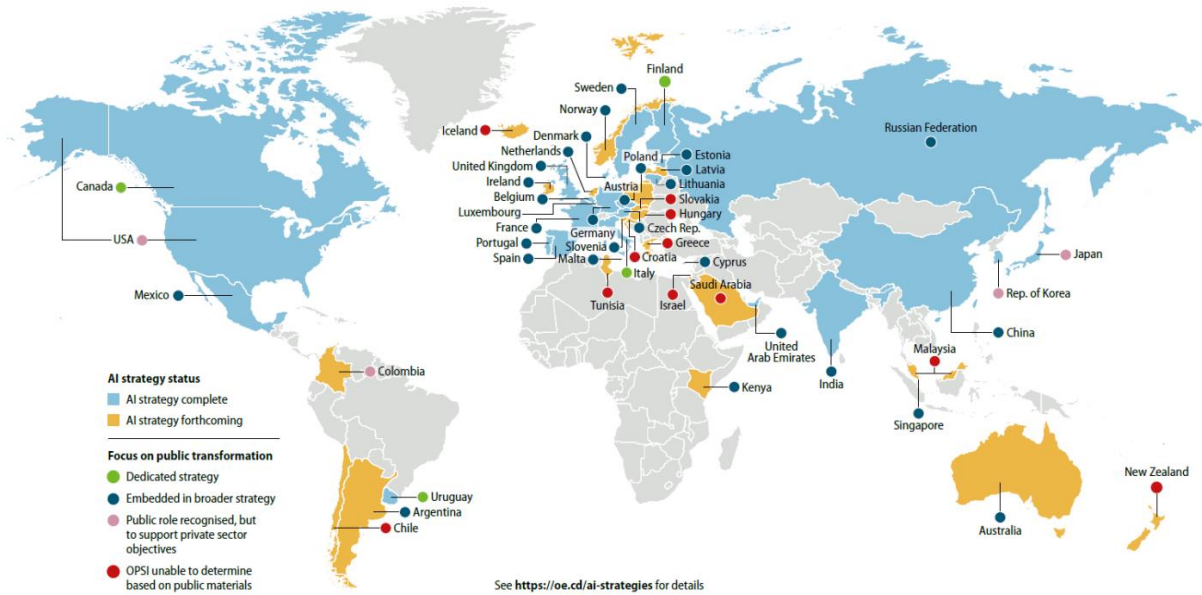 Finland
Sweden
Norway
Iceland
Denmark
Netherlands
United Kingdom
Ireland
Belgium
Luxembourg
France
Portugal
Spain
Germany
Slovenia
Malta
Austria
Poland
Estonia
Latvia
Lithuania
Slovakia
Hungary
Czech Rep.
Greece
Croatia
Italy
Cyprus
Tunisia
Israel
Saudi Arabia
United
Arab Emirates
Kenya
Russian Federation
Japan
Rep. of Korea
China
India
Malaysia
Singapore
Australia
New Zealand
Canada
USA
Mexico
Colombia
Uruguay
Argentina
Chile
AI strategy status
AI strategy complete
AI strategy forthcoming
Focus on public transformation
Dedicated strategy
Embedded in broader strategy
Public role recognised, but
to support private sector
objectives
OPSI unable to determine
based on public materials
See https://oe.cd/ai-strategies for details